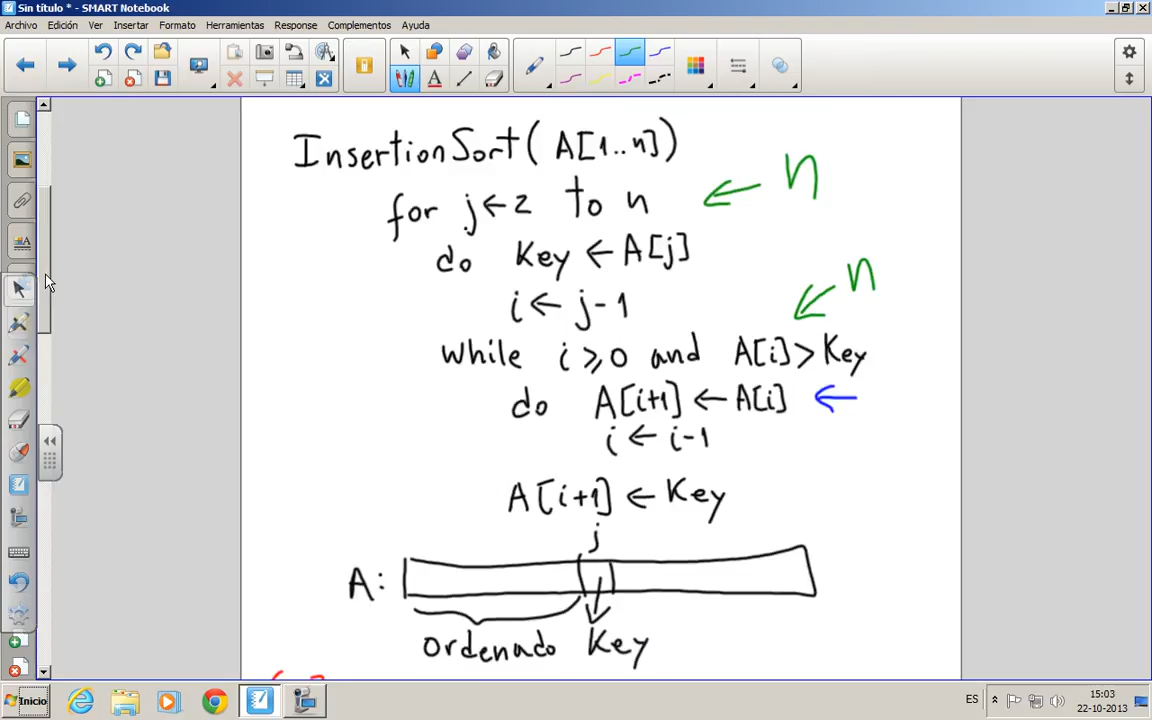 Sin título * - SMART Notebook
Archivo Edición Ver Insertar Formato Herramientas Response Complementos Ayuda
InsertionSort( A[1..n])
for j ← 2 to n ← n
do Key ← A[j]
i ← j-1
n
While i ≥ 0 and A[i] > Key
do A[i+1] ← A[i] ←
i ← i-1
A[i+1] ← Key
j
A:
Ordenado Key
Inicio
ES 15:03
22-10-2013